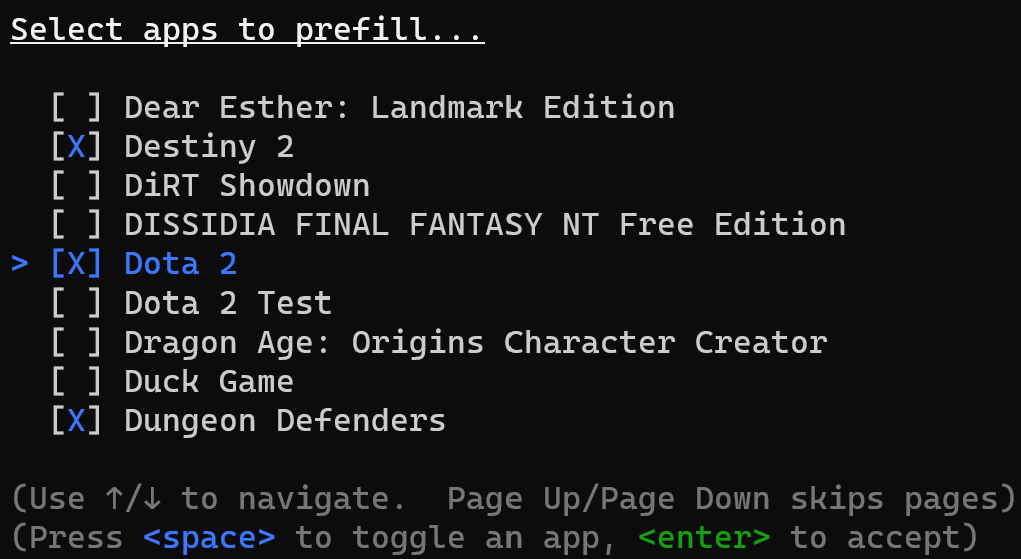 Select apps to prefill...
[ ] Dear Esther: Landmark Edition
[X] Destiny 2
[ ] DiRT Showdown
[ ] DISSIDIA FINAL FANTASY NT Free Edition
> [X] Dota 2
[ ] Dota 2 Test
[ ] Dragon Age: Origins Character Creator
[ ] Duck Game
[X] Dungeon Defenders
(Use ↑/↓ to navigate.  Page Up/Page Down skips pages)
(Press <space> to toggle an app, <enter> to accept)